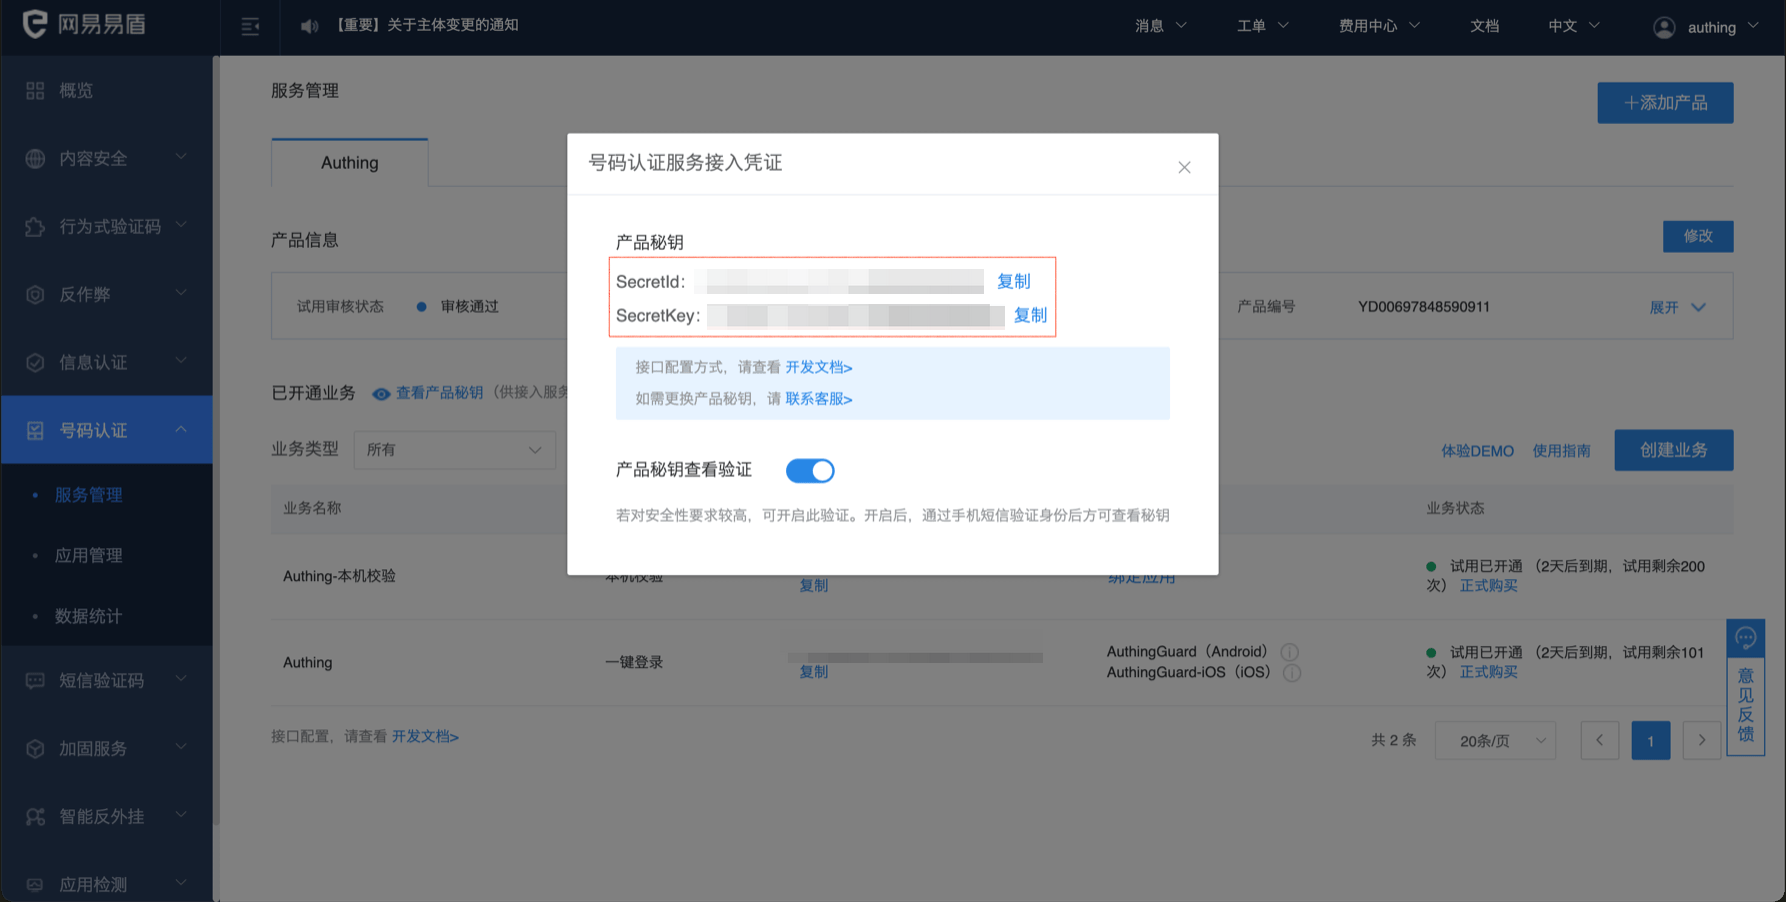 网易易盾
【重要】关于主体变更的通知
消息
工单
费用中心
文档
中文
authing
概览
内容安全
行为式验证码
反作弊
信息认证
号码认证
服务管理
应用管理
数据统计
短信验证码
加固服务
智能反外挂
应用检测
服务管理
+添加产品
Authing
产品信息
修改
试用审核状态
审核通过
产品编号
YD00697848590911
展开
已开通业务
查看产品秘钥
（供接入服务
业务类型
所有
体验DEMO
使用指南
创建业务
业务名称
业务状态
Authing-本机校验
本机校验
复制
绑定应用
试用已开通 （2天后到期，试用剩余200
次） 正式购买
Authing
一键登录
复制
AuthingGuard（Android）
AuthingGuard-iOS（iOS）
试用已开通 （2天后到期，试用剩余101
次） 正式购买
接口配置，请查看 开发文档>
共 2 条
20条/页
1
意见反馈
号码认证服务接入凭证
产品秘钥
SecretId：
复制
SecretKey：
复制
接口配置方式，请查看 开发文档>
如需更换产品秘钥，请 联系客服>
产品秘钥查看验证
若对安全性要求较高，可开启此验证。开启后，通过手机短信验证身份后方可查看秘钥